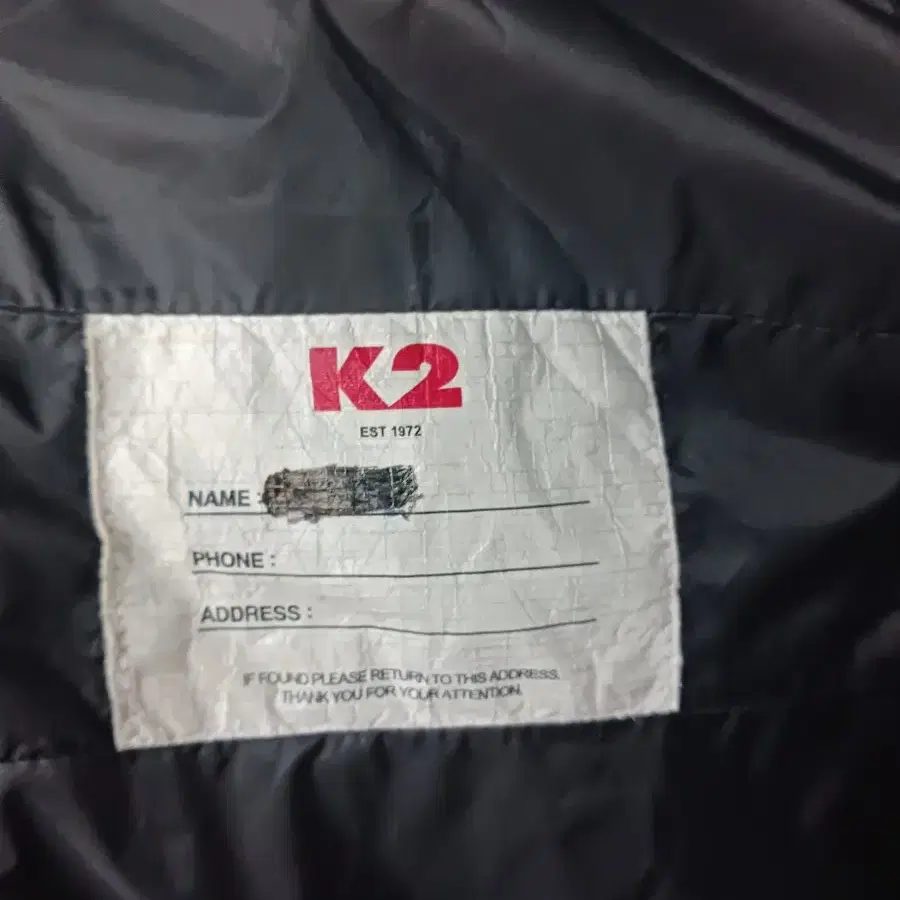 K2
EST 1972
NAME :
PHONE :
ADDRESS :
IF FOUND PLEASE RETURN TO THIS ADDRESS.
THANK YOU FOR YOUR ATTENTION.